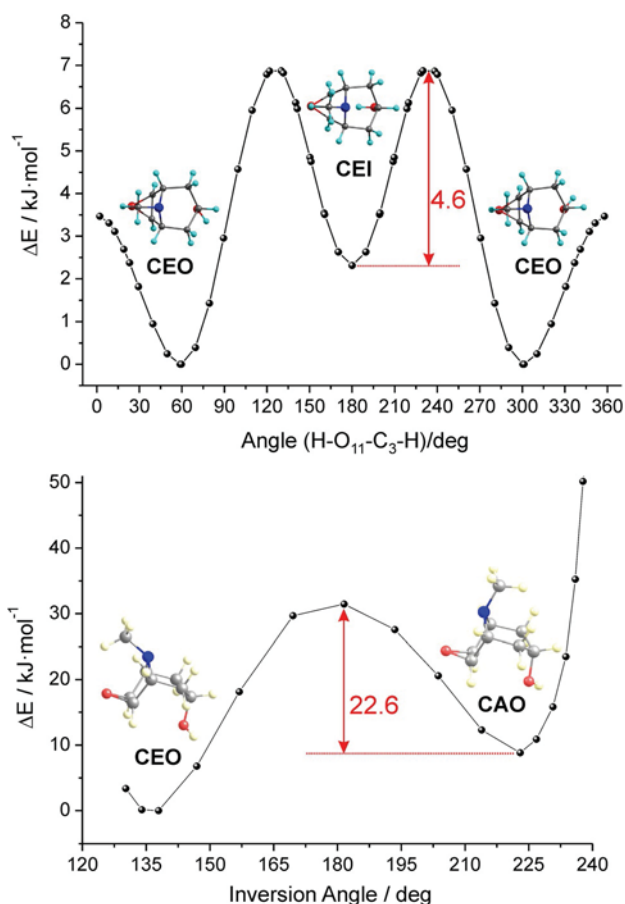 8
7
6
5
4
3
2
1
0
ΔE / kJ·mol⁻¹
CEO
CEI
4.6
CEO
0 30 60 90 120 150 180 210 240 270 300 330 360
Angle (H-O₁₁-C₃-H)/deg
50
40
30
20
10
0
ΔE / kJ·mol⁻¹
CEO
22.6
CAO
120 135 150 165 180 195 210 225 240
Inversion Angle / deg